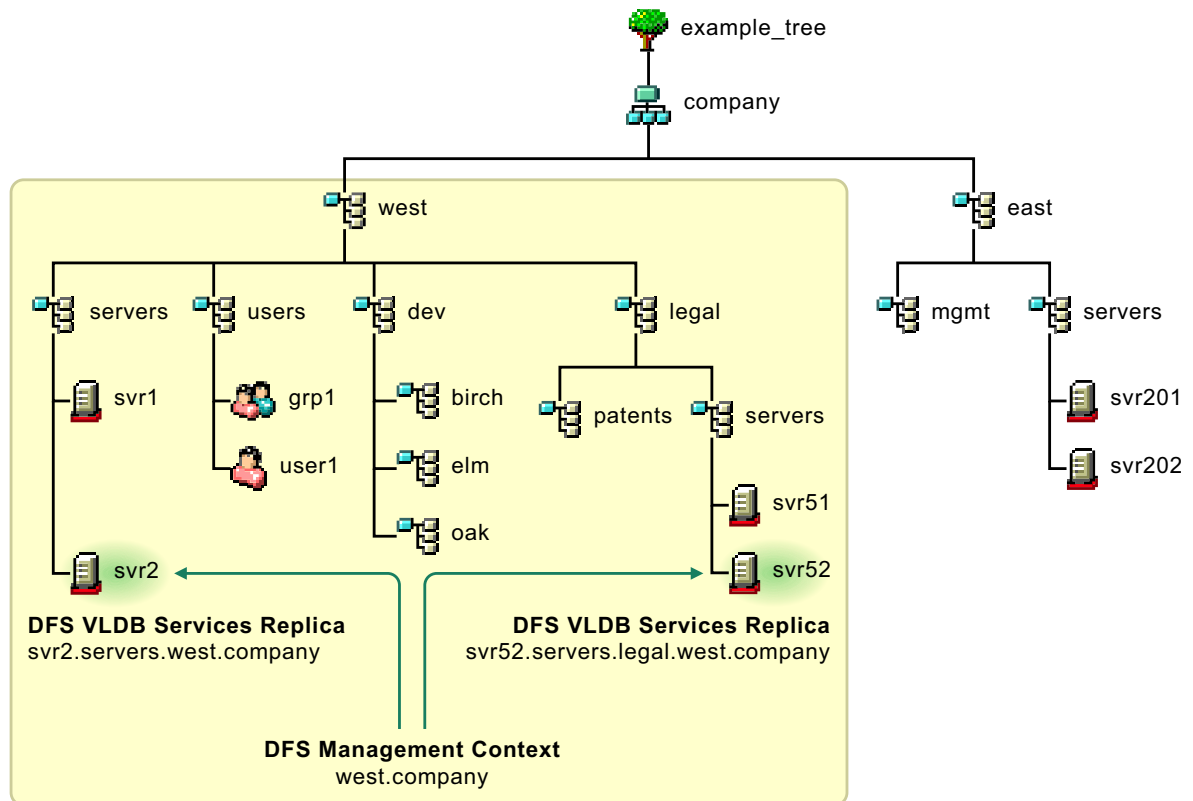 example_tree
company
west
east
servers
users
dev
legal
mgmt
servers
svr1
grp1
birch
patents
servers
svr201
user1
elm
svr202
svr51
oak
svr2
svr52
DFS VLDB Services Replica
svr2.servers.west.company
DFS VLDB Services Replica
svr52.servers.legal.west.company
DFS Management Context
west.company